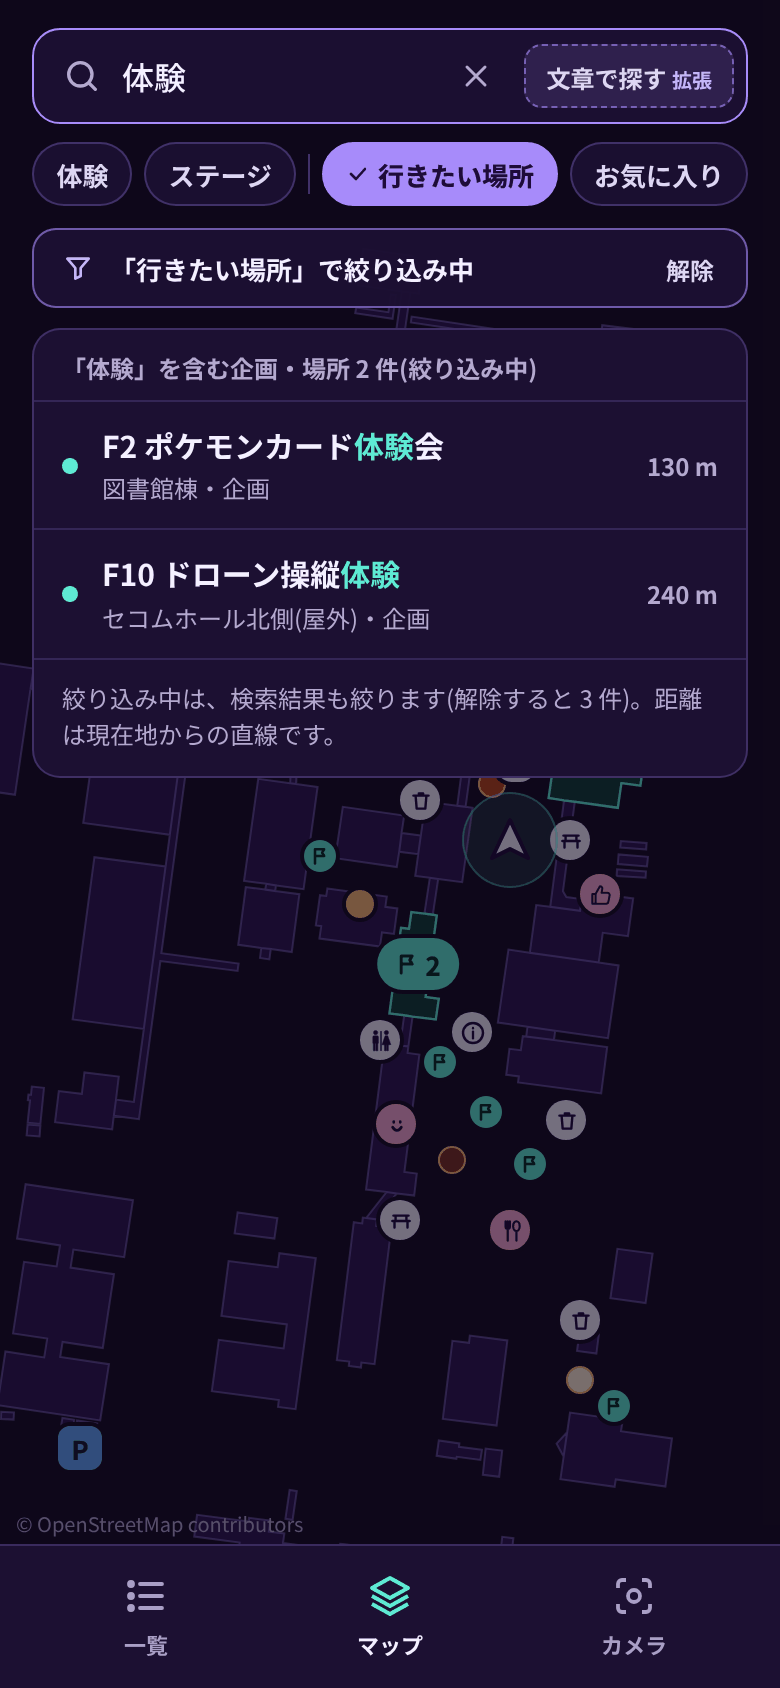 体験
文章で探す 拡張
体験
ステージ
行きたい場所
お気に入り
「行きたい場所」で絞り込み中
解除
「体験」を含む企画・場所 2 件(絞り込み中)
F2 ポケモンカード体験会
図書館棟・企画
130 m
F10 ドローン操縦体験
セコムホール北側(屋外)・企画
240 m
絞り込み中は、検索結果も絞ります(解除すると 3 件)。距離
は現在地からの直線です。
2
P
© OpenStreetMap contributors
一覧
マップ
カメラ